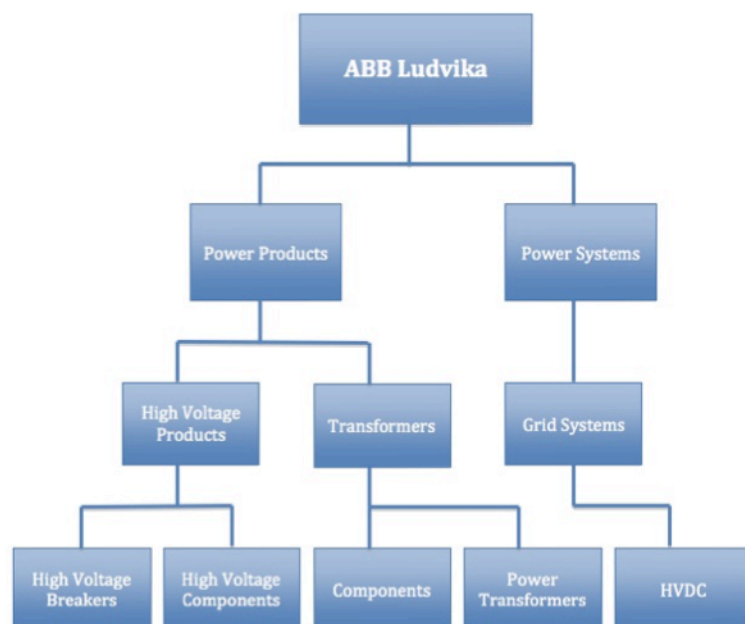 ABB Ludvika
Power Products
Power Systems
High Voltage
Products
Transformers
Grid Systems
High Voltage
Breakers
High Voltage
Components
Components
Power
Transformers
HVDC